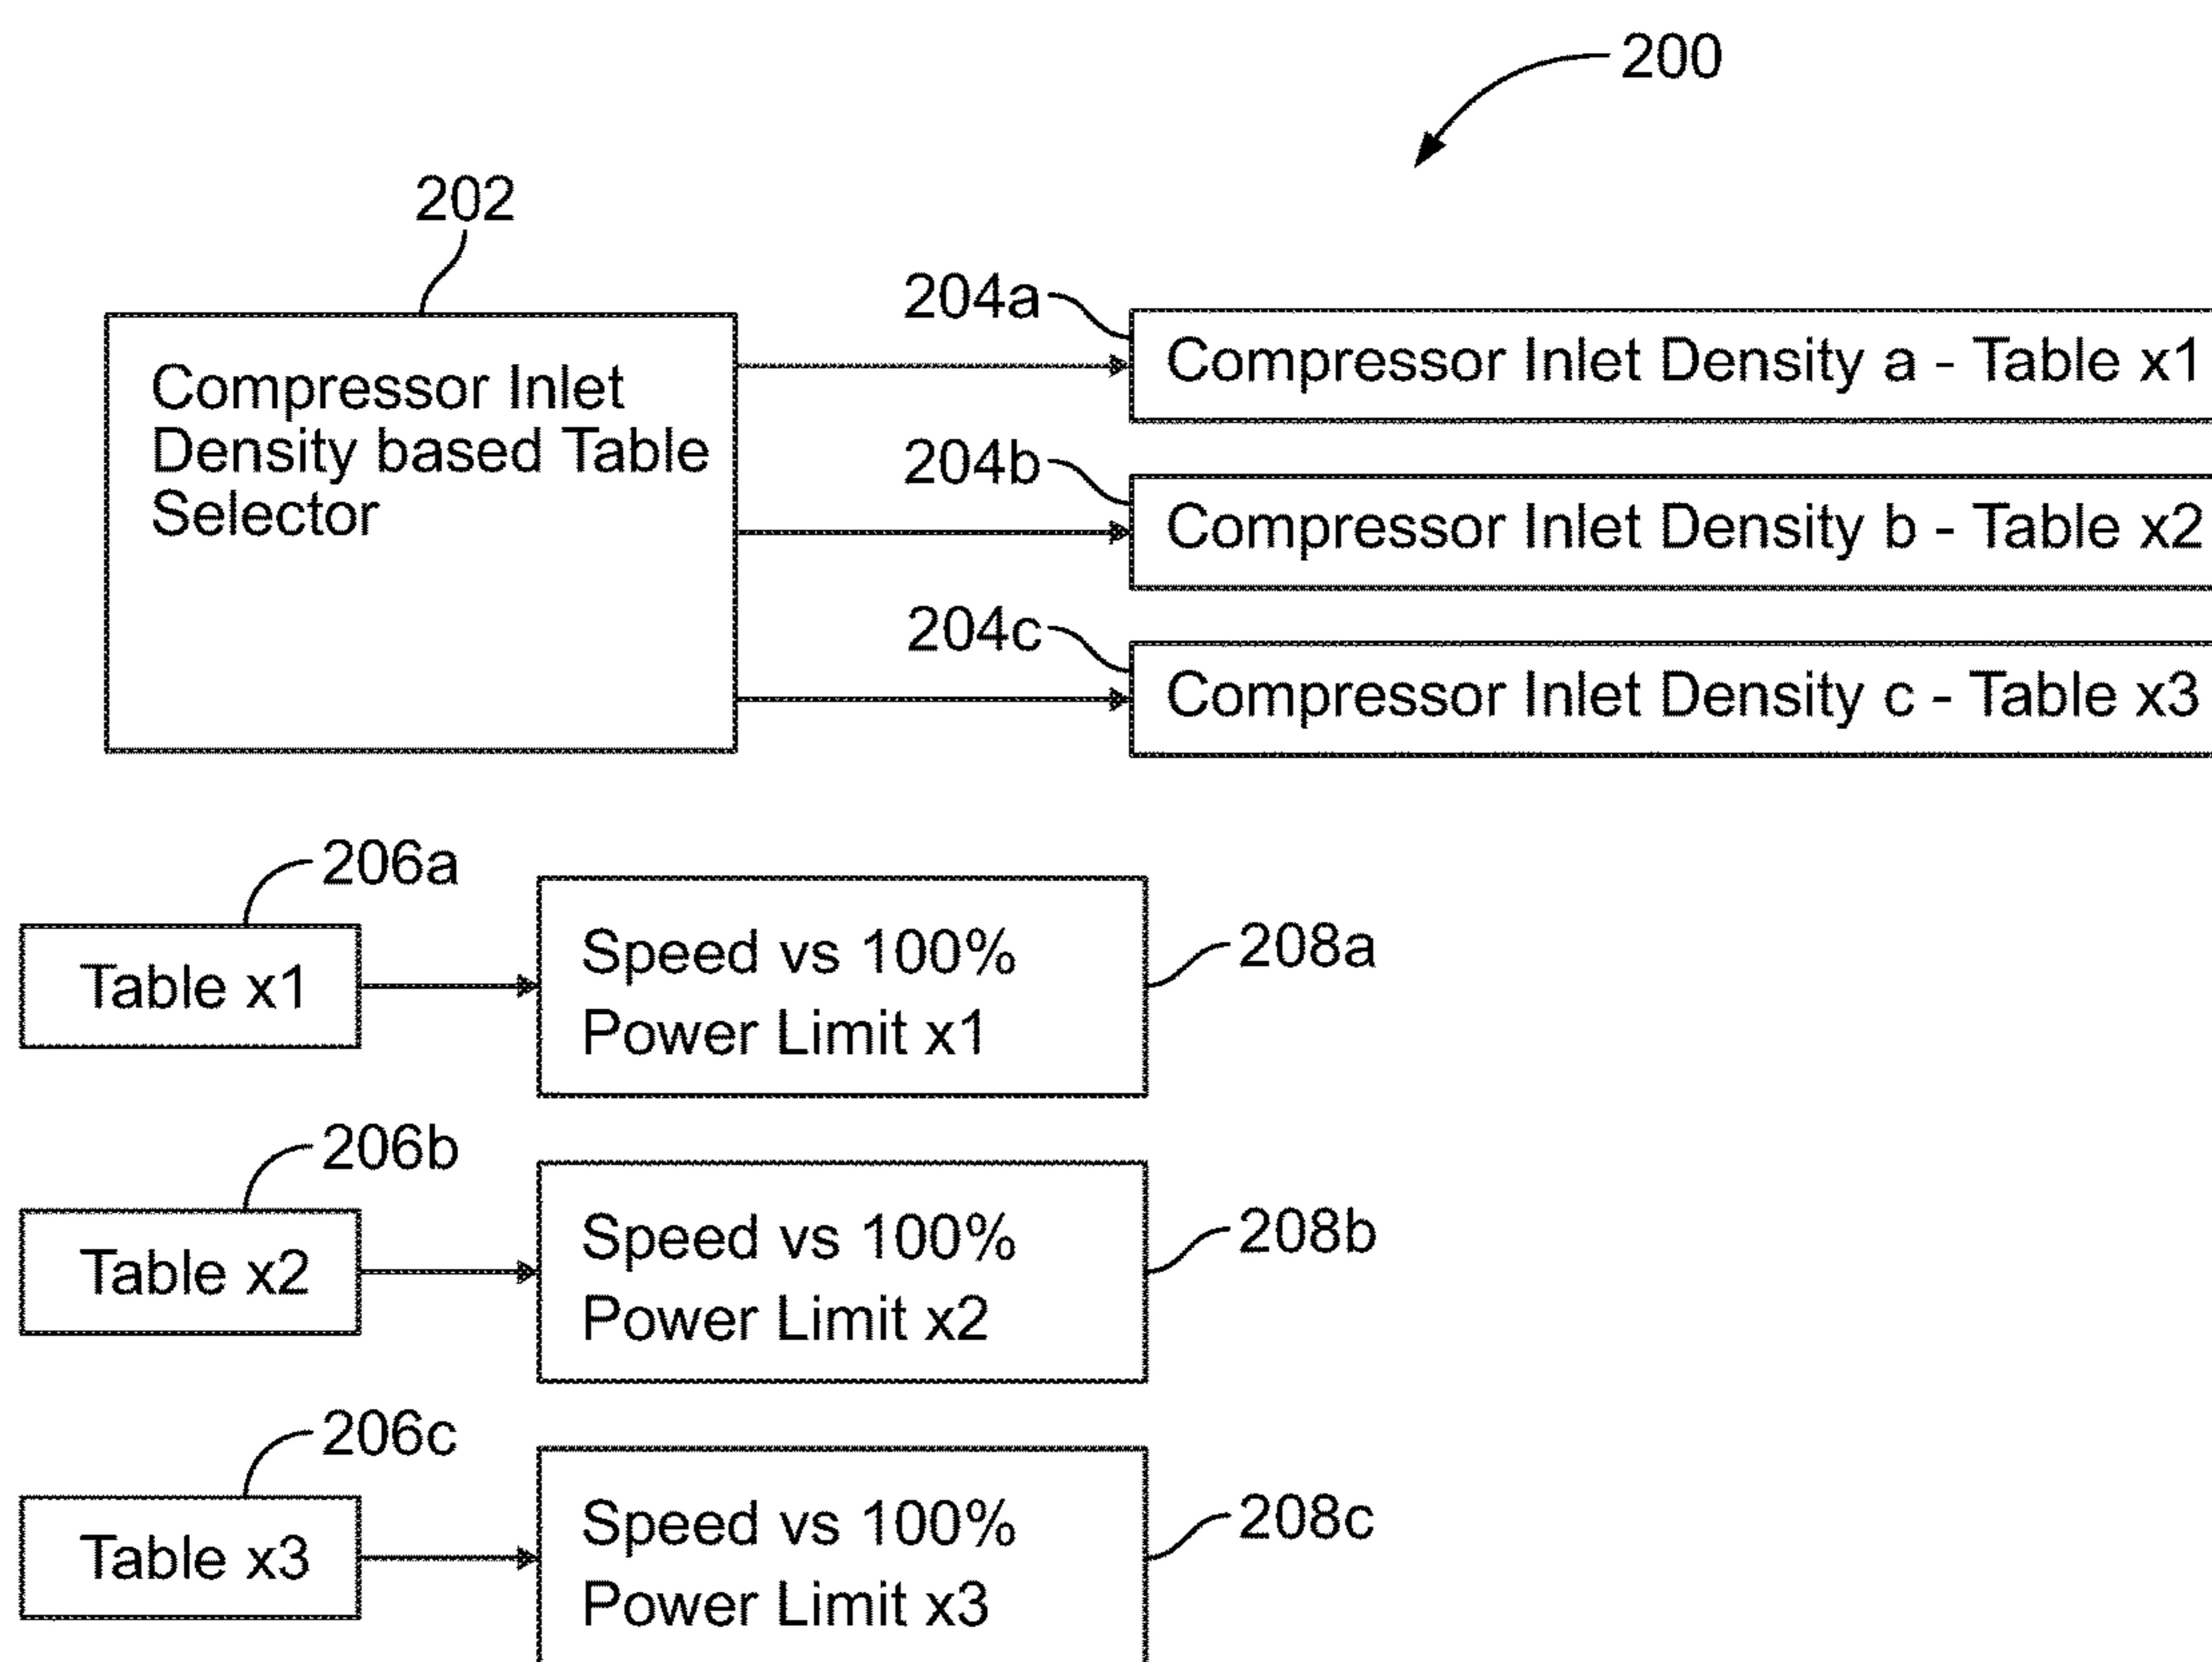 200
202
Compressor Inlet
Density based Table
Selector
204a
Compressor Inlet Density a - Table x1
204b
Compressor Inlet Density b - Table x2
204c
Compressor Inlet Density c - Table x3
206a
Table x1
Speed vs 100%
Power Limit x1
208a
206b
Table x2
Speed vs 100%
Power Limit x2
208b
206c
Table x3
Speed vs 100%
Power Limit x3
208c